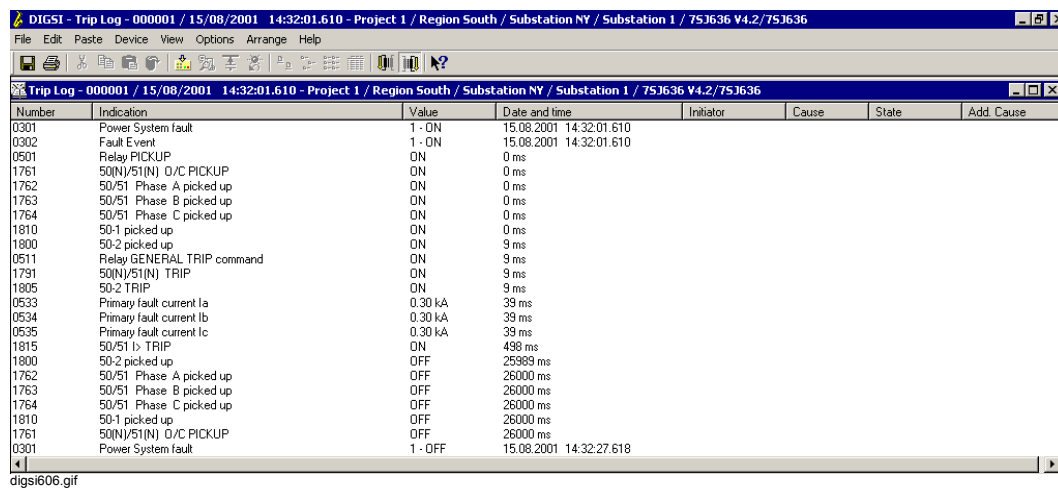 DIGSI - Trip Log - 000001 / 15/08/2001 14:32:01.610 - Project 1 / Region South / Substation NY / Substation 1 / 7SJ636 V4.2/7SJ636
File Edit Paste Device View Options Arrange Help
Trip Log - 000001 / 15/08/2001 14:32:01.610 - Project 1 / Region South / Substation NY / Substation 1 / 7SJ636 V4.2/7SJ636
Number Indication Value Date and time Initiator Cause State Add. Cause
0301 Power System fault 1 - ON 15.08.2001 14:32:01.610
0302 Fault Event 1 - ON 15.08.2001 14:32:01.610
0501 Relay PICKUP ON 0 ms
1761 50(N)/51(N) O/C PICKUP ON 0 ms
1762 50/51 Phase A picked up ON 0 ms
1763 50/51 Phase B picked up ON 0 ms
1764 50/51 Phase C picked up ON 0 ms
1810 50-1 picked up ON 0 ms
1800 50-2 picked up ON 9 ms
0511 Relay GENERAL TRIP command ON 9 ms
1791 50(N)/51(N) TRIP ON 9 ms
1805 50-2 TRIP ON 9 ms
0533 Primary fault current Ia 0.30 kA 39 ms
0534 Primary fault current Ib 0.30 kA 39 ms
0535 Primary fault current Ic 0.30 kA 39 ms
1815 50/51 I> TRIP ON 498 ms
1800 50-2 picked up OFF 25989 ms
1762 50/51 Phase A picked up OFF 26000 ms
1763 50/51 Phase B picked up OFF 26000 ms
1764 50/51 Phase C picked up OFF 26000 ms
1810 50-1 picked up OFF 26000 ms
1761 50(N)/51(N) O/C PICKUP OFF 26000 ms
0301 Power System fault 1 - OFF 15.08.2001 14:32:27.618
digsi606.gif